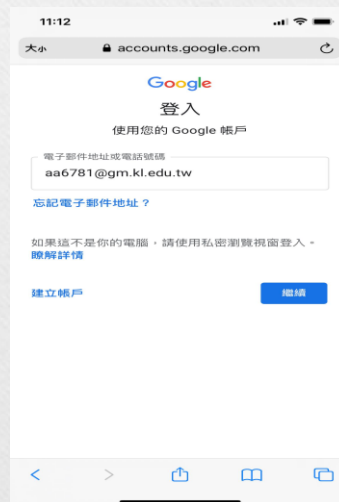 11:12
大小 accounts.google.com
Google
登入
使用您的 Google 帳戶
電子郵件地址或電話號碼
aa6781@gm.kl.edu.tw
忘記電子郵件地址？
如果這不是你的電腦，請使用私密瀏覽視窗登入。
瞭解詳情
建立帳戶 繼續